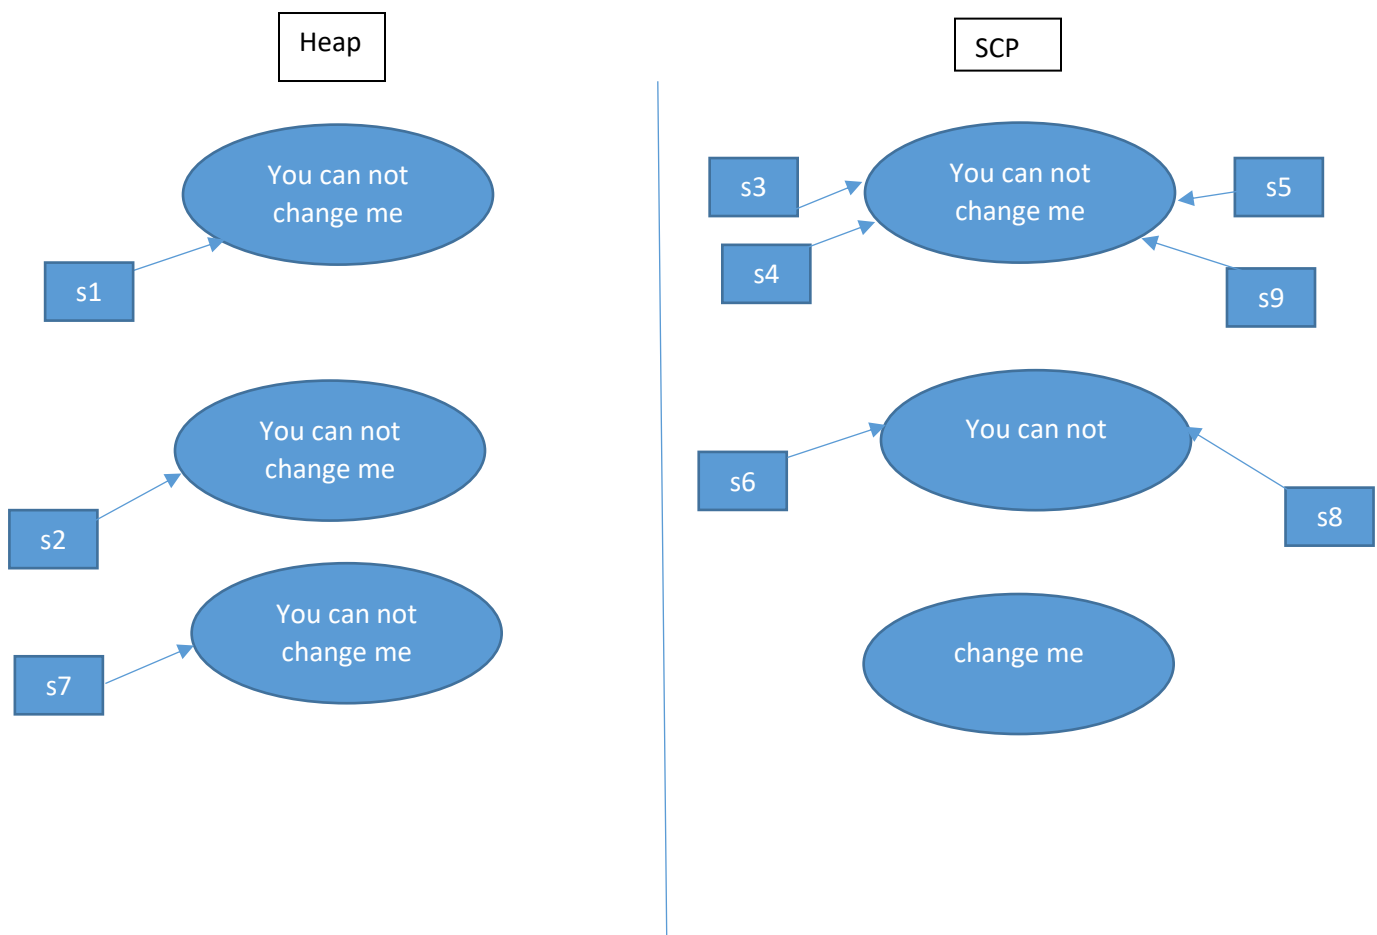 Heap
SCP
You can not
change me
s1
You can not
change me
s2
You can not
change me
s7
You can not
change me
s3
s4
s5
s9
You can not
s6
s8
change me